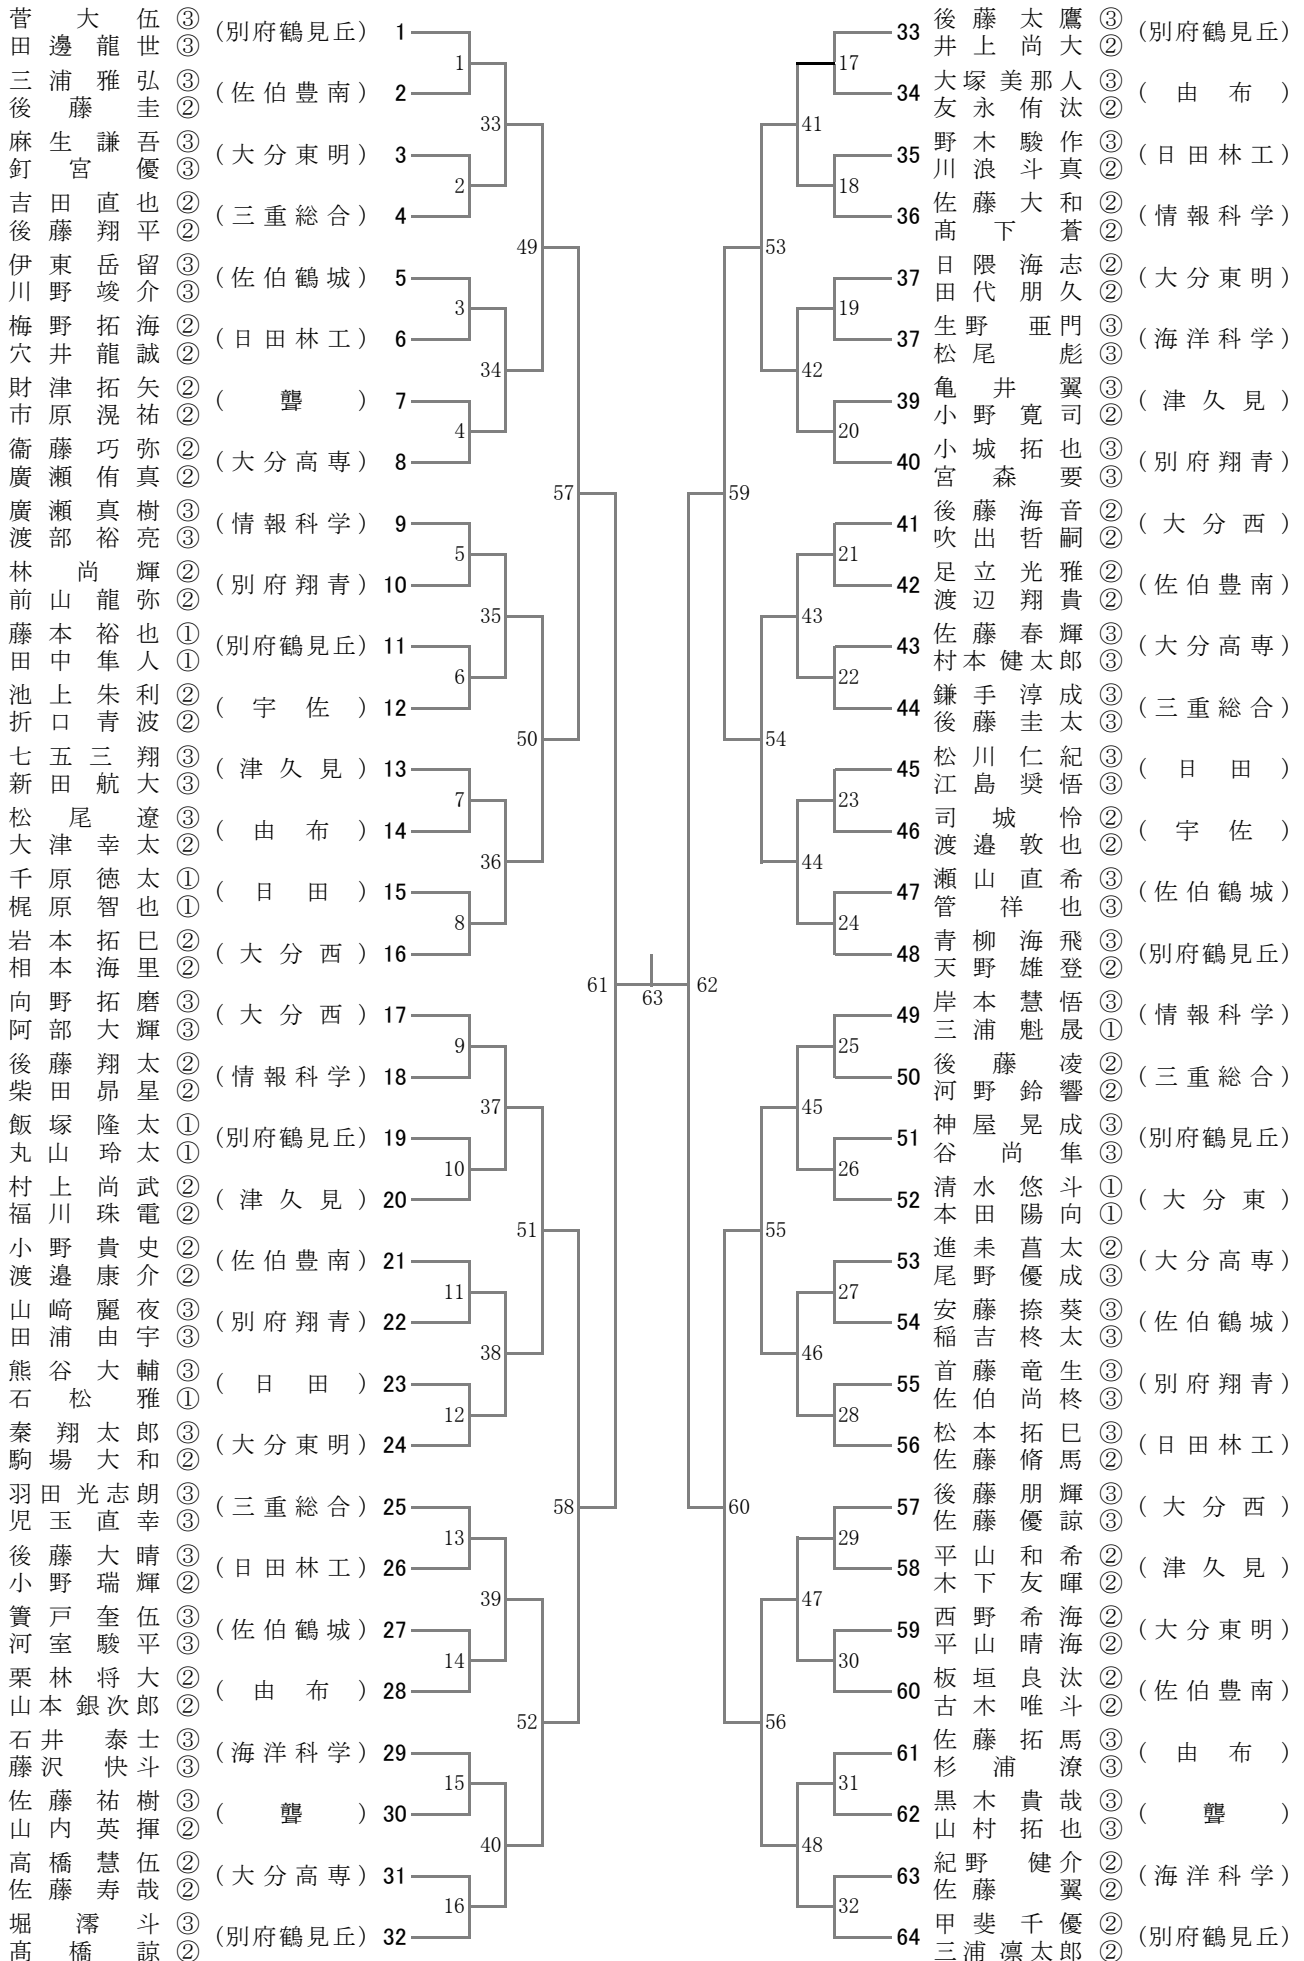 菅大伍③
田邊龍世③ (別府鶴見丘) 1
三浦雅弘③
後藤圭② (佐伯豊南) 2
麻生謙吾③
釘宮優③ (大分東明) 3
吉田直也②
後藤翔平② (三重総合) 4
伊東岳留③
川野竣介③ (佐伯鶴城) 5
梅野拓海②
穴井龍誠② (日田林工) 6
財津拓矢②
市原滉祐② (聾) 7
衞藤巧弥②
廣瀬侑真② (大分高専) 8
廣瀬真樹③
渡部裕亮③ (情報科学) 9
林尚輝②
前山龍弥② (別府翔青) 10
藤本裕也①
田中隼人① (別府鶴見丘) 11
池上朱利②
折口青波② (宇佐) 12
七五三翔③
新田航大③ (津久見) 13
松尾遼③
大津幸太② (由布) 14
千原徳太①
梶原智也① (日田) 15
岩本拓巳②
相本海里② (大分西) 16
向野拓磨③
阿部大輝③ (大分西) 17
後藤翔太②
柴田昴星② (情報科学) 18
飯塚隆太①
丸山玲太① (別府鶴見丘) 19
村上尚武②
福川珠電② (津久見) 20
小野貴史②
渡邉康介② (佐伯豊南) 21
山﨑麗夜③
田浦由宇③ (別府翔青) 22
熊谷大輔③
石松雅① (日田) 23
秦翔太郎③
駒場大和② (大分東明) 24
羽田光志朗③
児玉直幸③ (三重総合) 25
後藤大晴③
小野瑞輝② (日田林工) 26
簀戸奎伍③
河室駿平③ (佐伯鶴城) 27
栗林将大②
山本銀次郎② (由布) 28
石井泰士③
藤沢快斗③ (海洋科学) 29
佐藤祐樹③
山内英揮② (聾) 30
高橋慧伍②
佐藤寿哉② (大分高専) 31
堀澪斗③
髙橋諒② (別府鶴見丘) 32
1
2
3
4
5
6
7
8
9
10
11
12
13
14
15
16
33
34
35
36
37
38
39
40
49
50
51
52
57
58
61
63
62
59
60
53
54
55
56
41
42
43
44
45
46
47
48
17
18
19
20
21
22
23
24
25
26
27
28
29
30
31
32
33 後藤太鷹③
井上尚大② (別府鶴見丘)
34 大塚美那人③
友永侑汰② (由布)
35 野木駿作③
川浪斗真② (日田林工)
36 佐藤大和②
髙下蒼② (情報科学)
37 日隈海志②
田代朋久② (大分東明)
37 生野亜門③
松尾彪③ (海洋科学)
39 亀井翼③
小野寛司② (津久見)
40 小城拓也③
宮森要③ (別府翔青)
41 後藤海音②
吹出哲嗣② (大分西)
42 足立光雅②
渡辺翔貴② (佐伯豊南)
43 佐藤春輝③
村本健太郎③ (大分高専)
44 鎌手淳成③
後藤圭太③ (三重総合)
45 松川仁紀③
江島奨悟③ (日田)
46 司城怜②
渡邉敦也② (宇佐)
47 瀬山直希③
管祥也③ (佐伯鶴城)
48 青柳海飛③
天野雄登② (別府鶴見丘)
49 岸本慧悟③
三浦魁晟① (情報科学)
50 後藤凌②
河野鈴響② (三重総合)
51 神屋晃成③
谷尚隼③ (別府鶴見丘)
52 清水悠斗①
本田陽向① (大分東)
53 進来菖太②
尾野優成③ (大分高専)
54 安藤捺葵③
稲吉柊太③ (佐伯鶴城)
55 首藤竜生③
佐伯尚柊③ (別府翔青)
56 松本拓巳③
佐藤脩馬② (日田林工)
57 後藤朋輝③
佐藤優諒③ (大分西)
58 平山和希②
木下友暉② (津久見)
59 西野希海②
平山晴海② (大分東明)
60 板垣良汰②
古木唯斗② (佐伯豊南)
61 佐藤拓馬③
杉浦潦③ (由布)
62 黒木貴哉③
山村拓也③ (聾)
63 紀野健介②
佐藤翼② (海洋科学)
64 甲斐千優②
三浦凛太郎② (別府鶴見丘)